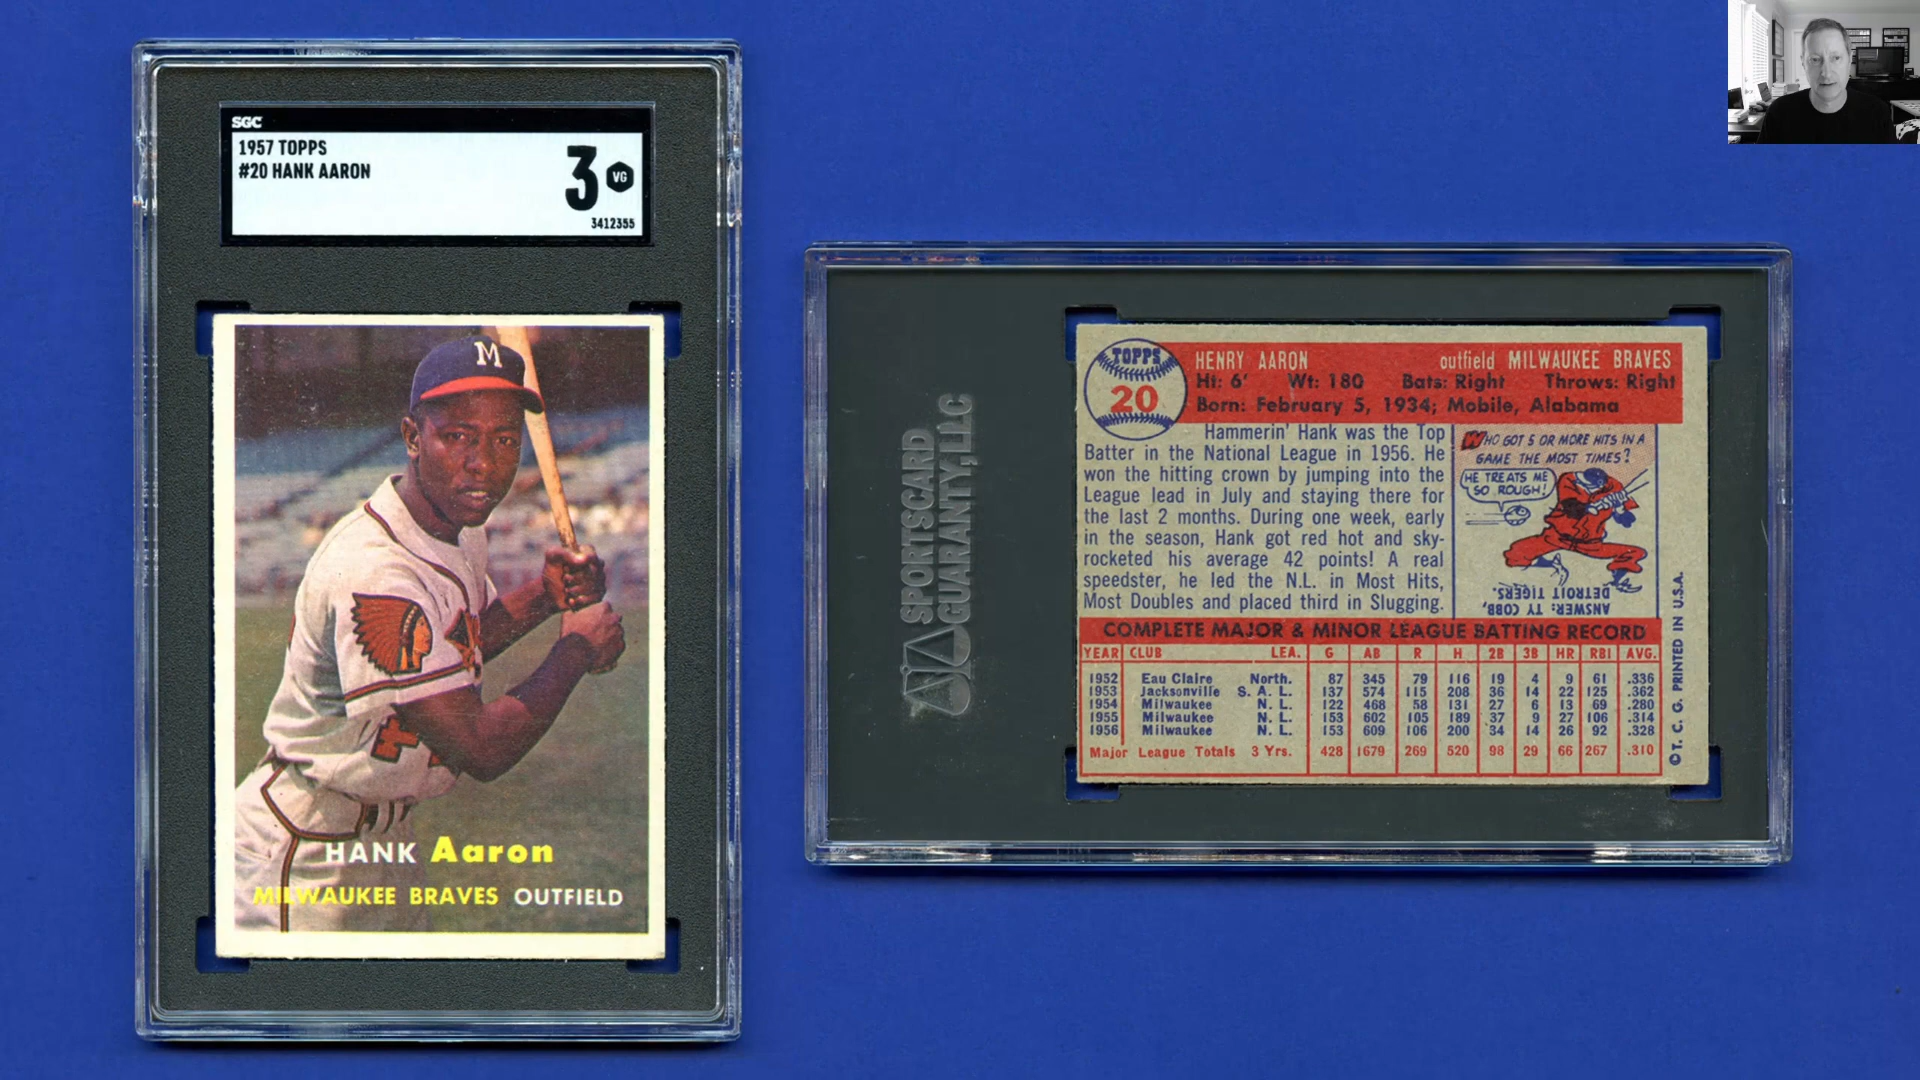 SGC
1957 TOPPS
#20 HANK AARON
3 VG
3412355
M
HANK Aaron
MILWAUKEE BRAVES OUTFIELD
SPORTSCARD
GUARANTY, LLC
TOPPS
20
HENRY AARON outfield MILWAUKEE BRAVES
Ht: 6' Wt: 180 Bats: Right Throws: Right
Born: February 5, 1934; Mobile, Alabama
Hammerin' Hank was the Top
Batter in the National League in 1956. He
won the hitting crown by jumping into the
League lead in July and staying there for
the last 2 months. During one week, early
in the season, Hank got red hot and sky-
rocketed his average 42 points! A real
speedster, he led the N.L. in Most Hits,
Most Doubles and placed third in Slugging.
WHO GOT 5 OR MORE HITS IN A
GAME THE MOST TIMES?
HE TREATS ME
SO ROUGH!
ANSWER: TY COBB,
DETROIT TIGERS.
COMPLETE MAJOR & MINOR LEAGUE BATTING RECORD
YEAR CLUB LEA. G AB R H 2B 3B HR RBI AVG.
1952 Eau Claire North. 87 345 79 116 19 4 9 61 .336
1953 Jacksonville S. A. L. 137 574 115 208 36 14 22 125 .362
1954 Milwaukee N. L. 122 468 58 131 27 6 13 69 .280
1955 Milwaukee N. L. 153 602 105 189 37 9 27 106 .314
1956 Milwaukee N. L. 153 609 106 200 34 14 26 92 .328
Major League Totals 3 Yrs. 428 1679 269 520 98 29 66 267 .310
© T. C. G. PRINTED IN U.S.A.